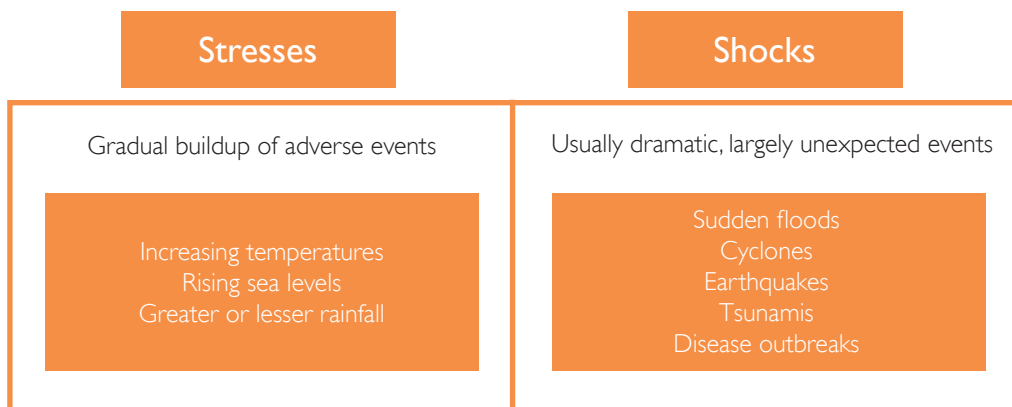 Stresses
Gradual buildup of adverse events
Increasing temperatures
Rising sea levels
Greater or lesser rainfall
Shocks
Usually dramatic, largely unexpected events
Sudden floods
Cyclones
Earthquakes
Tsunamis
Disease outbreaks